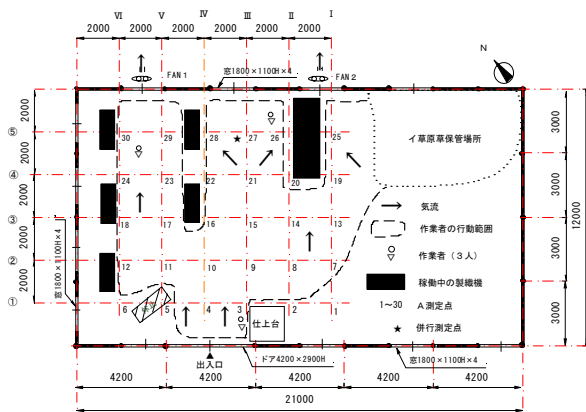 Ⅵ Ⅴ Ⅳ Ⅲ Ⅱ Ⅰ
2000 2000 2000 2000 2000
FAN 1
窓1800×1100H×4
FAN 2
N
2000
2000
2000
2000
⑤
④
③
②
①
窓1800×1100H×4
30 29 28 27 26 25
24 23 22 21 20 19
18 17 16 15 14 13
12 11 10 9 8 7
6 5 4 3 2 1
イ草原草保管場所
気流
作業者の行動範囲
作業者（3人）
稼働中の製織機
1～30 A測定点
★ 併行測定点
仕上台
出入口
ドア4200×2900H
窓1800×1100H×4
3000
3000
3000
3000
12000
4200 4200 4200 4200 4200
21000